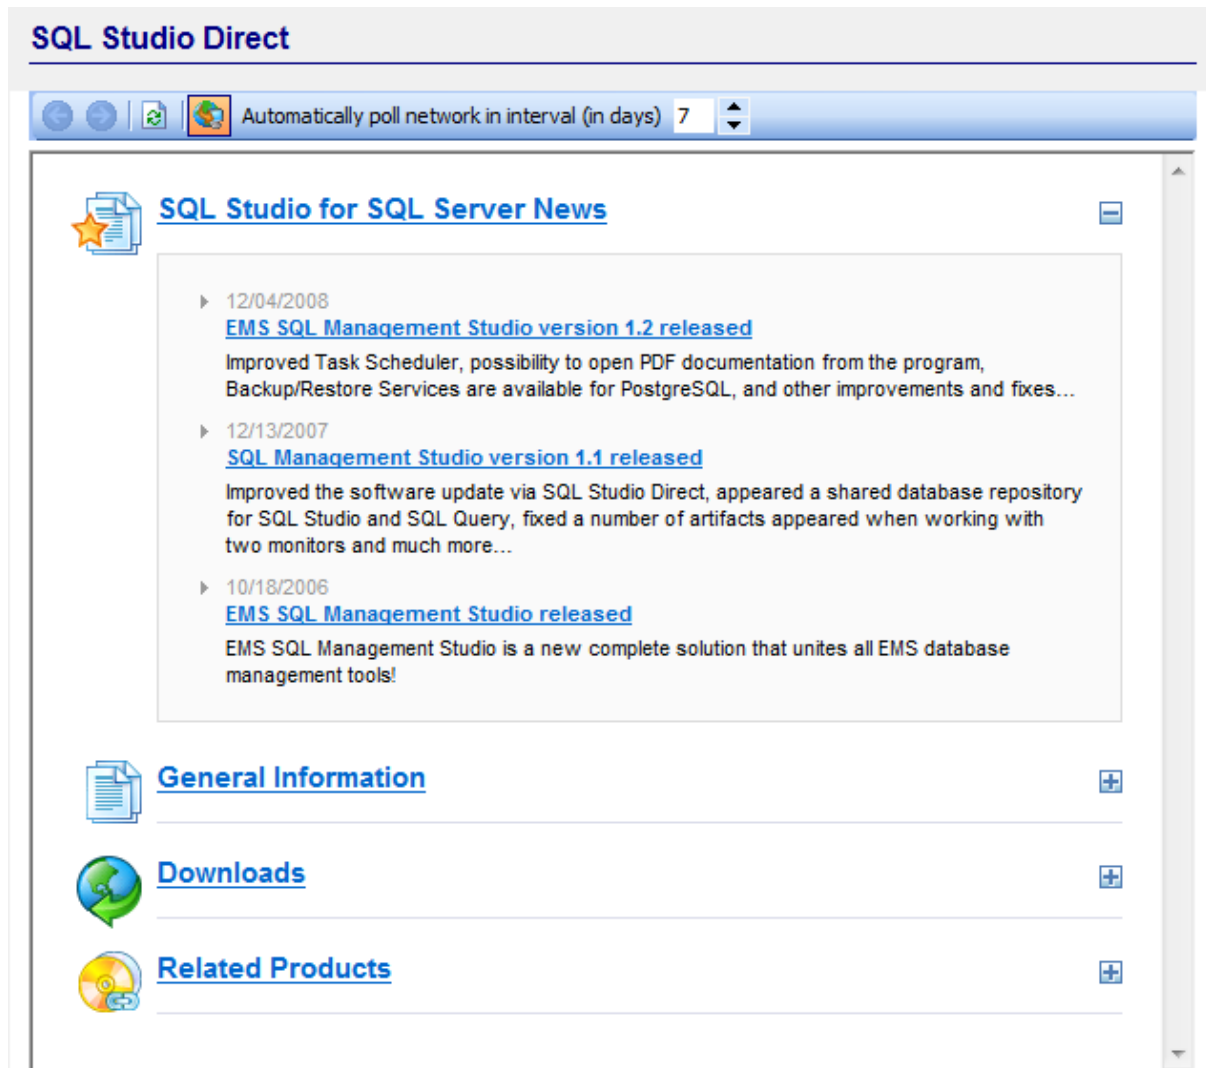 SQL Studio Direct
Automatically poll network in interval (in days) 7
SQL Studio for SQL Server News
12/04/2008
EMS SQL Management Studio version 1.2 released
Improved Task Scheduler, possibility to open PDF documentation from the program,
Backup/Restore Services are available for PostgreSQL, and other improvements and fixes...
12/13/2007
SQL Management Studio version 1.1 released
Improved the software update via SQL Studio Direct, appeared a shared database repository
for SQL Studio and SQL Query, fixed a number of artifacts appeared when working with
two monitors and much more...
10/18/2006
EMS SQL Management Studio released
EMS SQL Management Studio is a new complete solution that unites all EMS database
management tools!
General Information
Downloads
Related Products